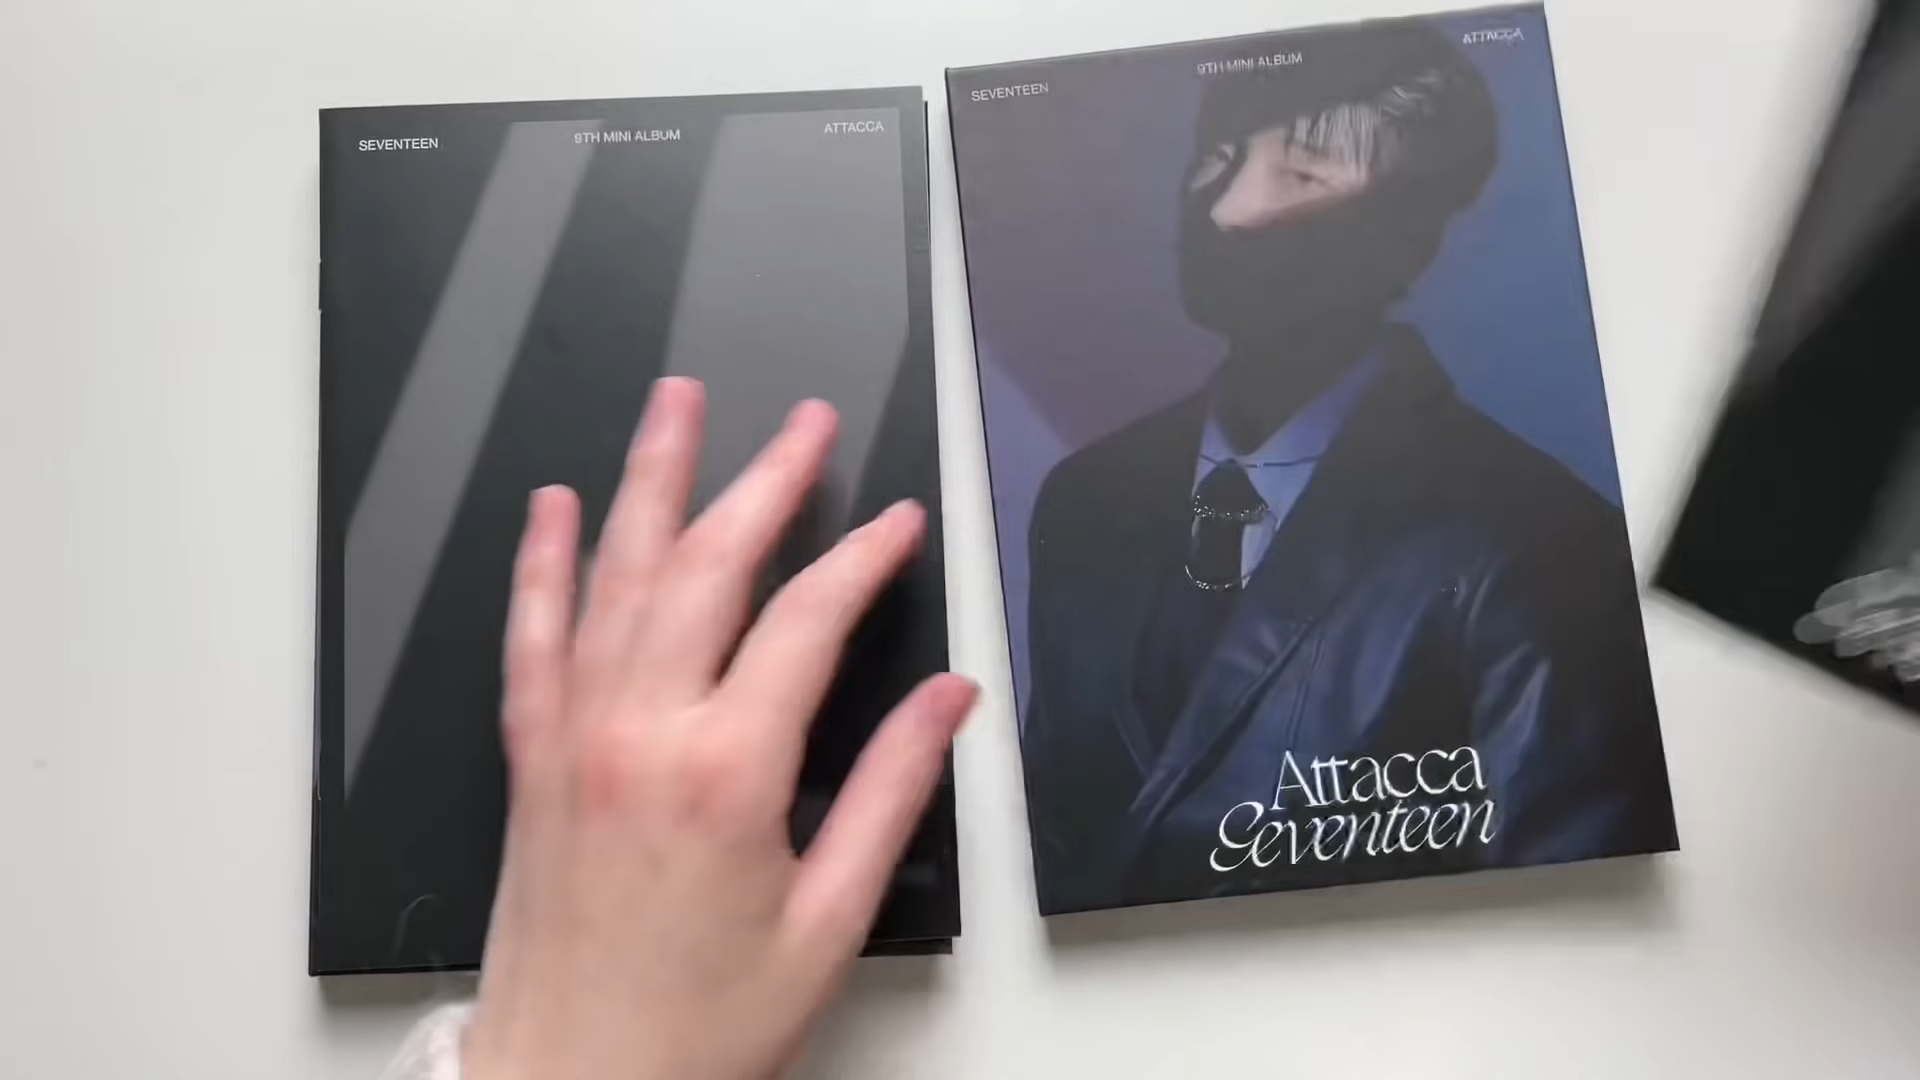 SEVENTEEN
9TH MINI ALBUM
ATTACCA
SEVENTEEN
9TH MINI ALBUM
ATTACCA
Attacca
Seventeen